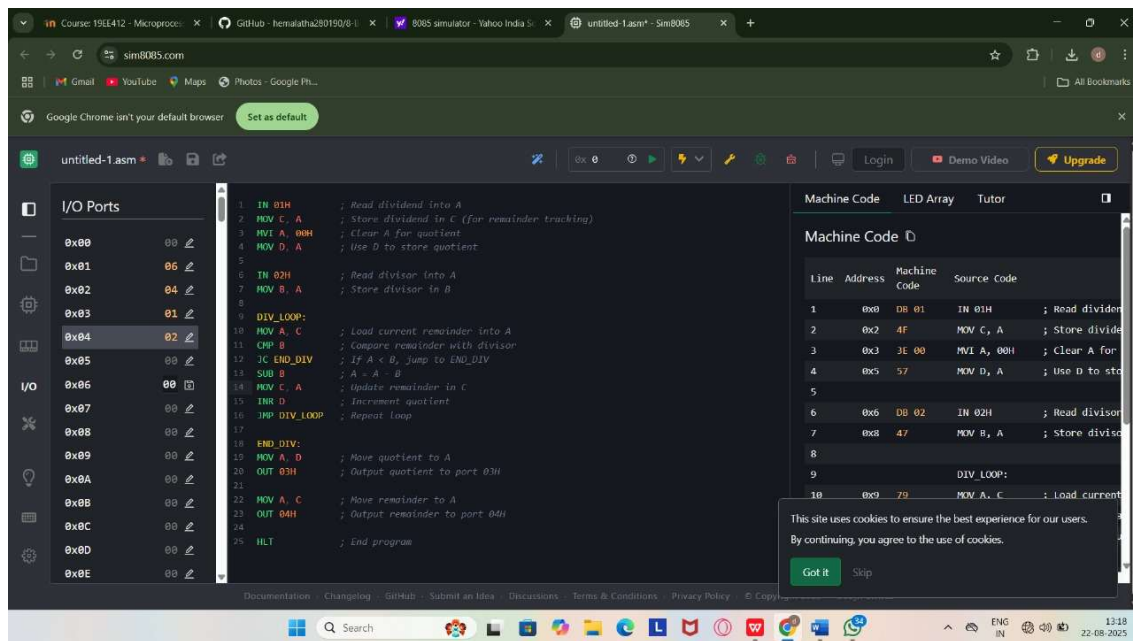 Course: 19EE412 - Microproces
GitHub - hemalatha280190/8-
8085 simulator - Yahoo India
untitled-1.asm* - Sim8085
sim8085.com
Gmail YouTube Maps Photos - Google Ph...
All Bookmarks
Google Chrome isn't your default browser
Set as default
untitled-1.asm *
0x 0
Login
Demo Video
Upgrade
I/O Ports
0x00 00
0x01 06
0x02 04
0x03 01
0x04 02
0x05 00
I/O
0x06 00
0x07 00
0x08 00
0x09 00
0x0A 00
0x0B 00
0x0C 00
0x0D 00
0x0E 00
1 IN 01H ; Read dividend into A
2 MOV C, A ; Store dividend in C (for remainder tracking)
3 MVI A, 00H ; Clear A for quotient
4 MOV D, A ; Use D to store quotient
5
6 IN 02H ; Read divisor into A
7 MOV B, A ; Store divisor in B
8
9 DIV_LOOP:
10 MOV A, C ; Load current remainder into A
11 CMP B ; Compare remainder with divisor
12 JC END_DIV ; If A < B, jump to END_DIV
13 SUB B ; A = A - B
14 MOV C, A ; Update remainder in C
15 INR D ; Increment quotient
16 JMP DIV_LOOP ; Repeat loop
17
18 END_DIV:
19 MOV A, D ; Move quotient to A
20 OUT 03H ; Output quotient to port 03H
21
22 MOV A, C ; Move remainder to A
23 OUT 04H ; Output remainder to port 04H
24
25 HLT ; End program
Machine Code LED Array Tutor
Machine Code
Line Address Machine Code Source Code
1 0x0 DB 01 IN 01H ; Read dividen
2 0x2 4F MOV C, A ; Store divide
3 0x3 3E 00 MVI A, 00H ; Clear A for
4 0x5 57 MOV D, A ; Use D to sto
5
6 0x6 DB 02 IN 02H ; Read divisor
7 0x8 47 MOV B, A ; Store diviso
8
9 DIV_LOOP:
10 0x9 79 MOV A, C ; Load current
This site uses cookies to ensure the best experience for our users.
By continuing, you agree to the use of cookies.
Got it
Skip
Documentation - Changelog - GitHub - Submit an Idea - Discussions - Terms & Conditions - Privacy Policy - © Copy
Search
34
ENG
IN
13:18
22-08-2025